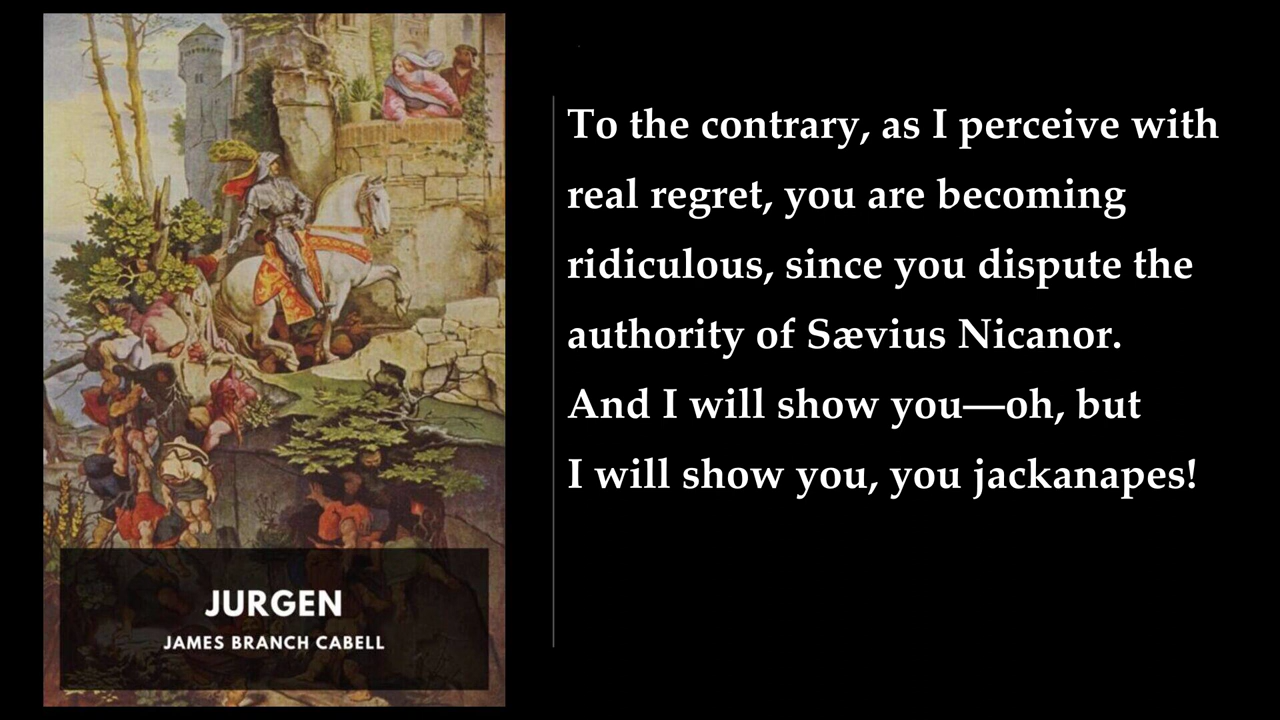 To the contrary, as I perceive with
real regret, you are becoming
ridiculous, since you dispute the
authority of Sævius Nicanor.
And I will show you—oh, but
I will show you, you jackanapes!
JURGEN
JAMES BRANCH CABELL